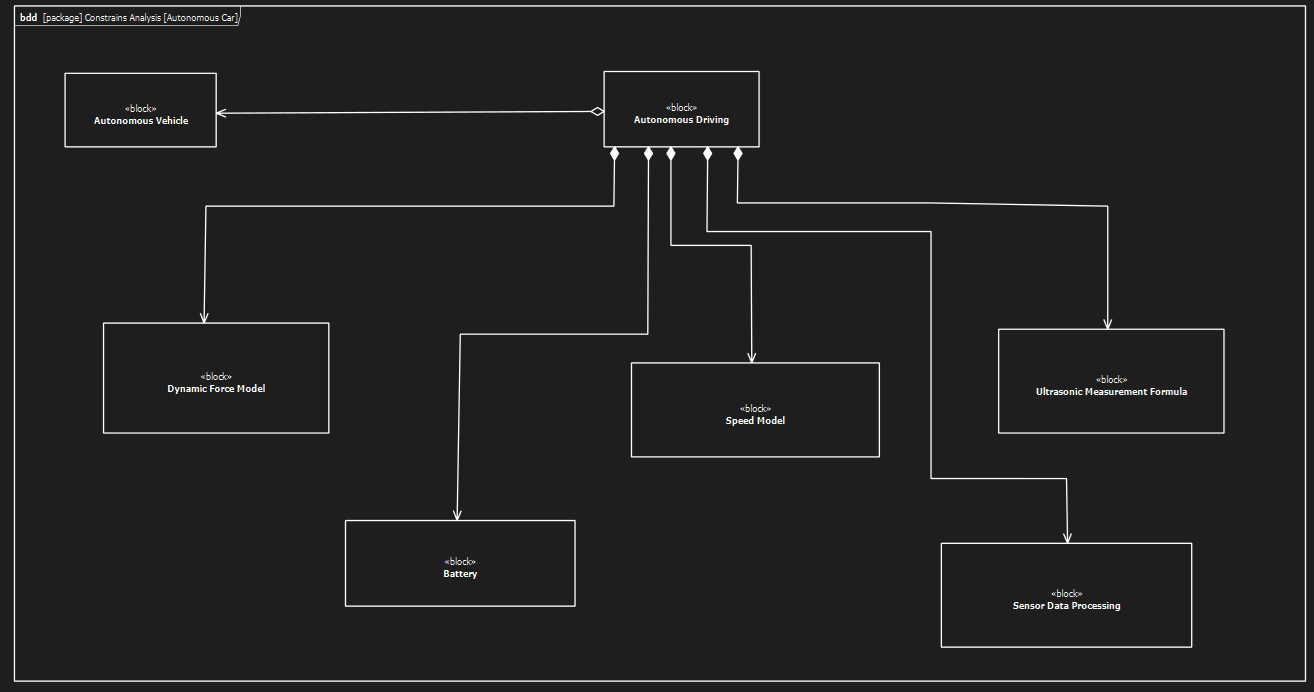 bdd [package] Constrains Analysis [Autonomous Car]
«block»
Autonomous Vehicle
«block»
Autonomous Driving
«block»
Dynamic Force Model
«block»
Ultrasonic Measurement Formula
«block»
Speed Model
«block»
Battery
«block»
Sensor Data Processing